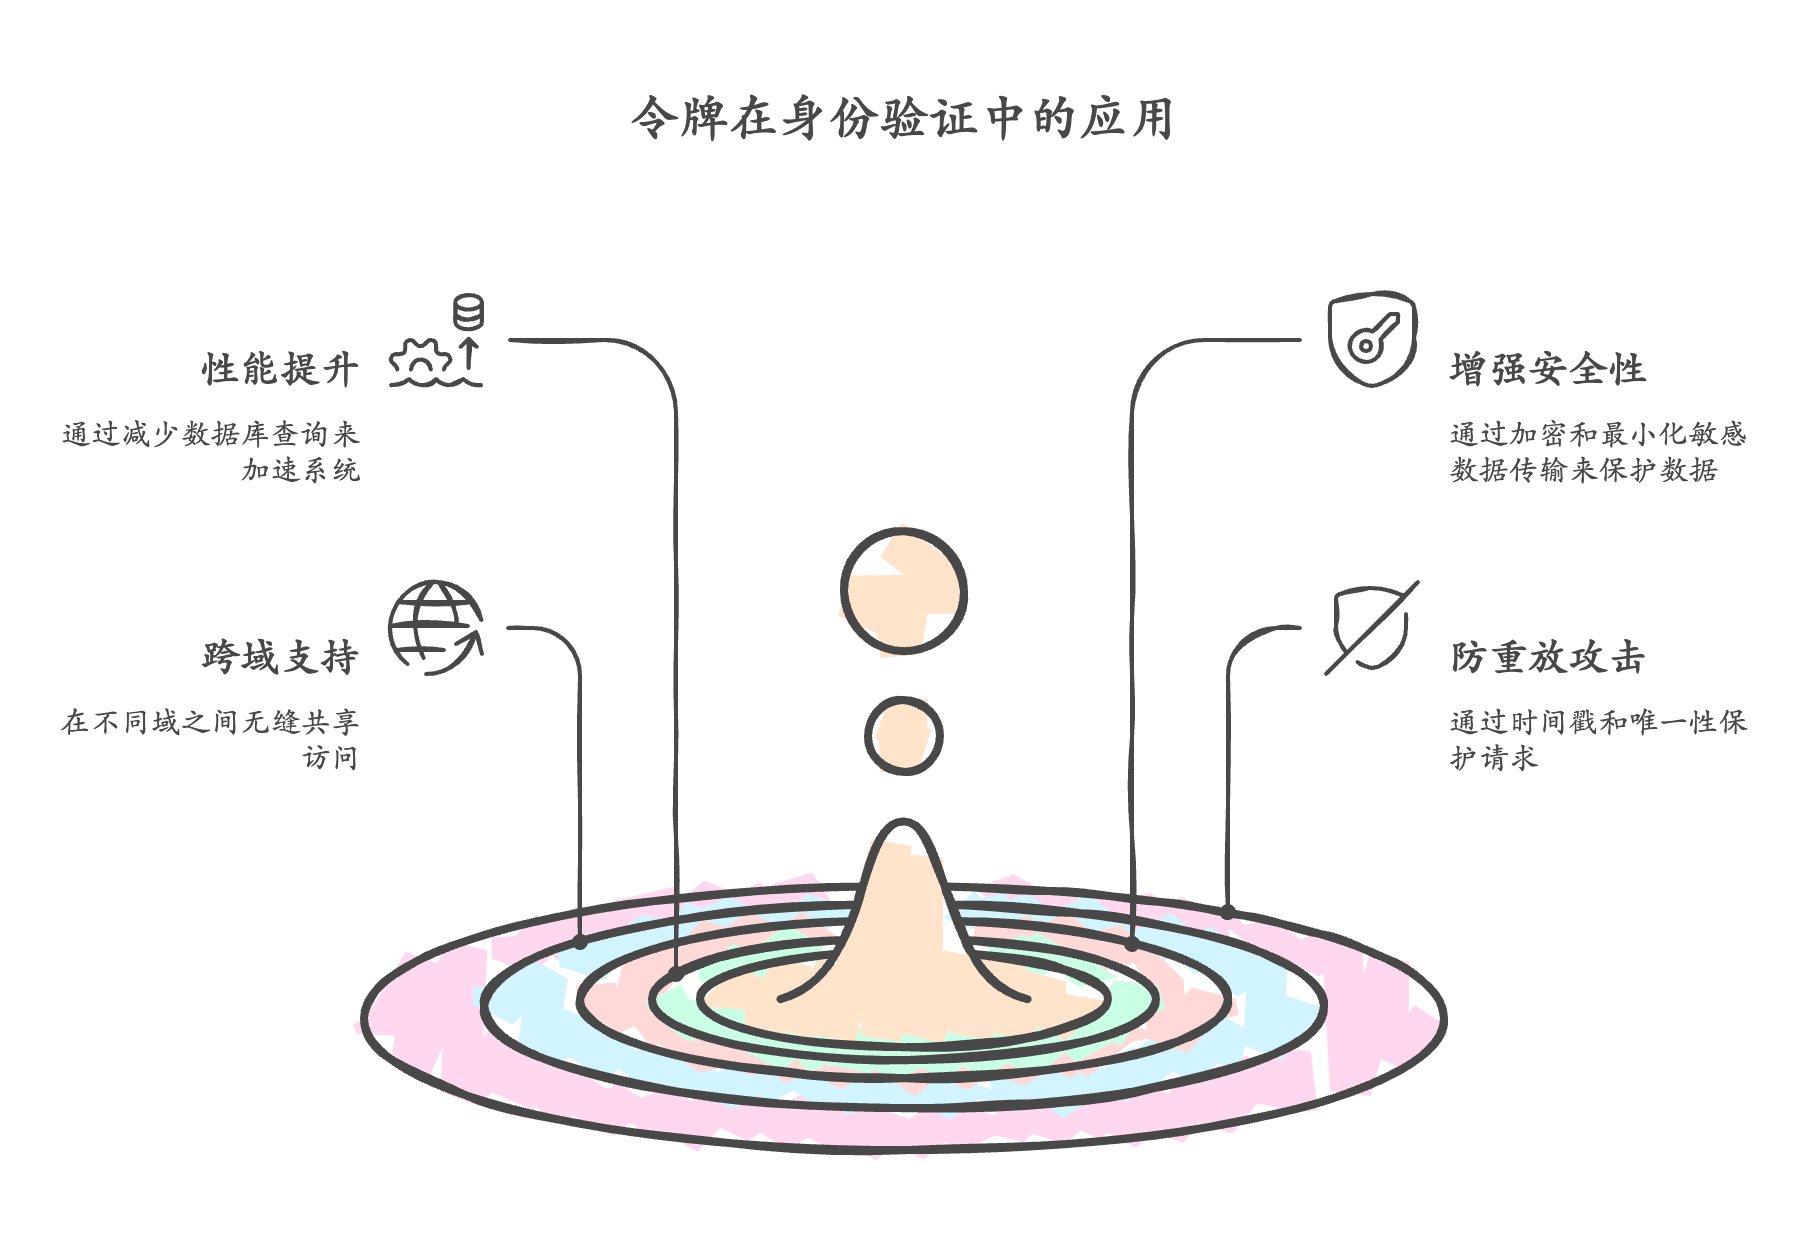 令牌在身份验证中的应用
性能提升
通过减少数据库查询来
加速系统
增强安全性
通过加密和最小化敏感
数据传输来保护数据
跨域支持
在不同域之间无缝共享
访问
防重放攻击
通过时间戳和唯一性保
护请求